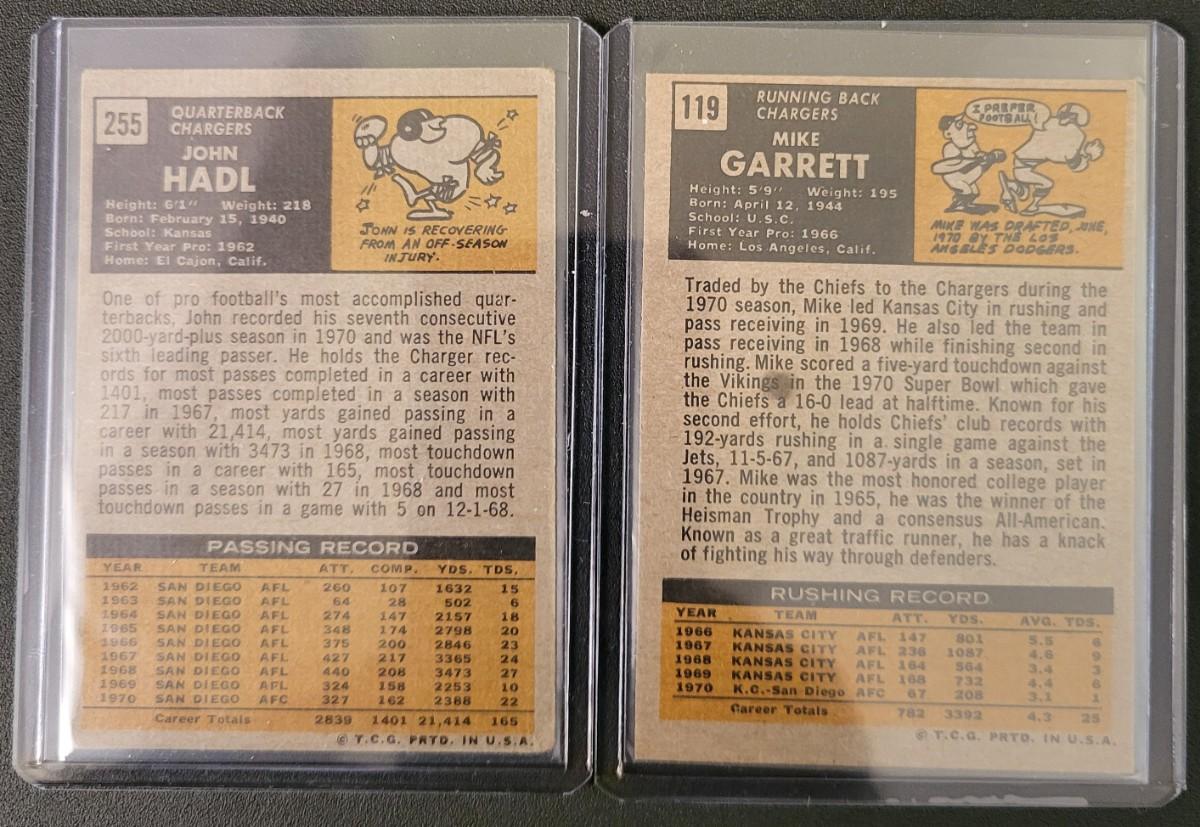 255
QUARTERBACK
CHARGERS
JOHN
HADL
Height: 6'1" Weight: 218
Born: February 15, 1940
School: Kansas
First Year Pro: 1962
Home: El Cajon, Calif.
JOHN IS RECOVERING
FROM AN OFF-SEASON
INJURY.
One of pro football's most accomplished quar-
terbacks, John recorded his seventh consecutive
2000-yard-plus season in 1970 and was the NFL's
sixth leading passer. He holds the Charger rec-
ords for most passes completed in a career with
1401, most passes completed in a season with
217 in 1967, most yards gained passing in a
career with 21,414, most yards gained passing
in a season with 3473 in 1968, most touchdown
passes in a career with 165, most touchdown
passes in a season with 27 in 1968 and most
touchdown passes in a game with 5 on 12-1-68.
PASSING RECORD
YEAR TEAM ATT. COMP. YDS. TDS.
1962 SAN DIEGO AFL 260 107 1632 15
1963 SAN DIEGO AFL 64 28 502 6
1964 SAN DIEGO AFL 274 147 2157 18
1965 SAN DIEGO AFL 348 174 2798 20
1966 SAN DIEGO AFL 375 200 2846 23
1967 SAN DIEGO AFL 427 217 3365 24
1968 SAN DIEGO AFL 440 208 3473 27
1969 SAN DIEGO AFL 324 158 2253 10
1970 SAN DIEGO AFC 327 162 2388 22
Career Totals 2839 1401 21,414 165
© T.C.G. PRTD. IN U.S.A.
119
RUNNING BACK
CHARGERS
MIKE
GARRETT
Height: 5'9" Weight: 195
Born: April 12, 1944
School: U.S.C.
First Year Pro: 1966
Home: Los Angeles, Calif.
I PREFER
FOOTBALL!
MIKE WAS DRAFTED, JUNE,
1970 BY THE LOS
ANGELES DODGERS.
Traded by the Chiefs to the Chargers during the
1970 season, Mike led Kansas City in rushing and
pass receiving in 1969. He also led the team in
pass receiving in 1968 while finishing second in
rushing. Mike scored a five-yard touchdown against
the Vikings in the 1970 Super Bowl which gave
the Chiefs a 16-0 lead at halftime. Known for his
second effort, he holds Chiefs' club records with
192-yards rushing in a single game against the
Jets, 11-5-67, and 1087-yards in a season, set in
1967. Mike was the most honored college player
in the country in 1965, he was the winner of the
Heisman Trophy and a consensus All-American.
Known as a great traffic runner, he has a knack
of fighting his way through defenders.
RUSHING RECORD
YEAR TEAM ATT. YDS. AVG. TDS.
1966 KANSAS CITY AFL 147 801 5.5 6
1967 KANSAS CITY AFL 236 1087 4.6 9
1968 KANSAS CITY AFL 164 564 3.4 3
1969 KANSAS CITY AFL 168 732 4.4 6
1970 K.C.-San Diego AFC 67 208 3.1 1
Career Totals 782 3392 4.3 25
© T.C.G. PRTD. IN U.S.A.